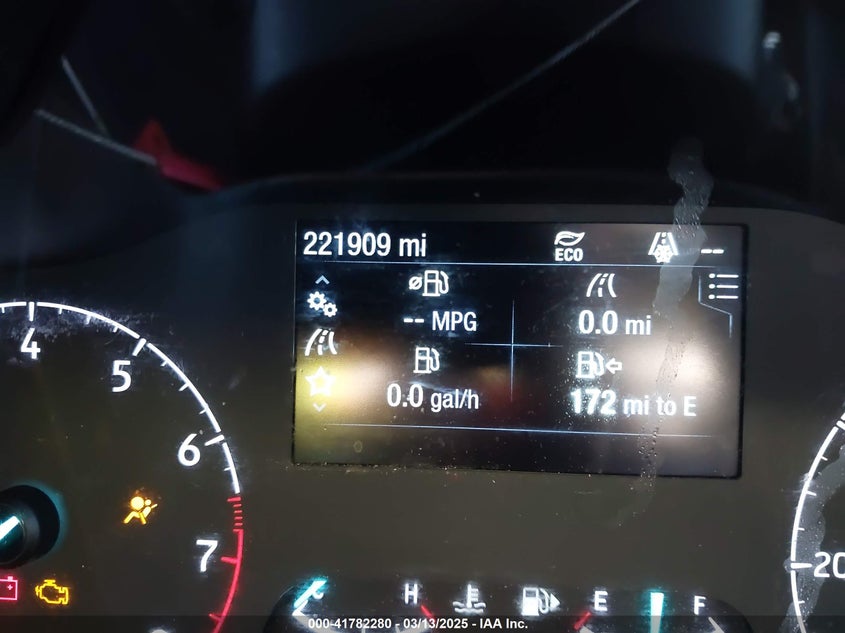 221909 mi
ECO
--
-- MPG
0.0 mi
0.0 gal/h
172 mi to E
4
5
6
7
20
H
E
F
000-41782280 - 03/13/2025 - IAA Inc.